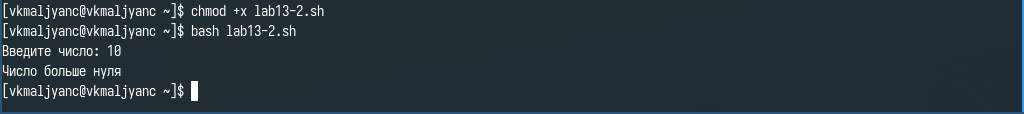 [vkmaljyanc@vkmaljyanc ~]$ chmod +x lab13-2.sh
[vkmaljyanc@vkmaljyanc ~]$ bash lab13-2.sh
Введите число: 10
Число больше нуля
[vkmaljyanc@vkmaljyanc ~]$